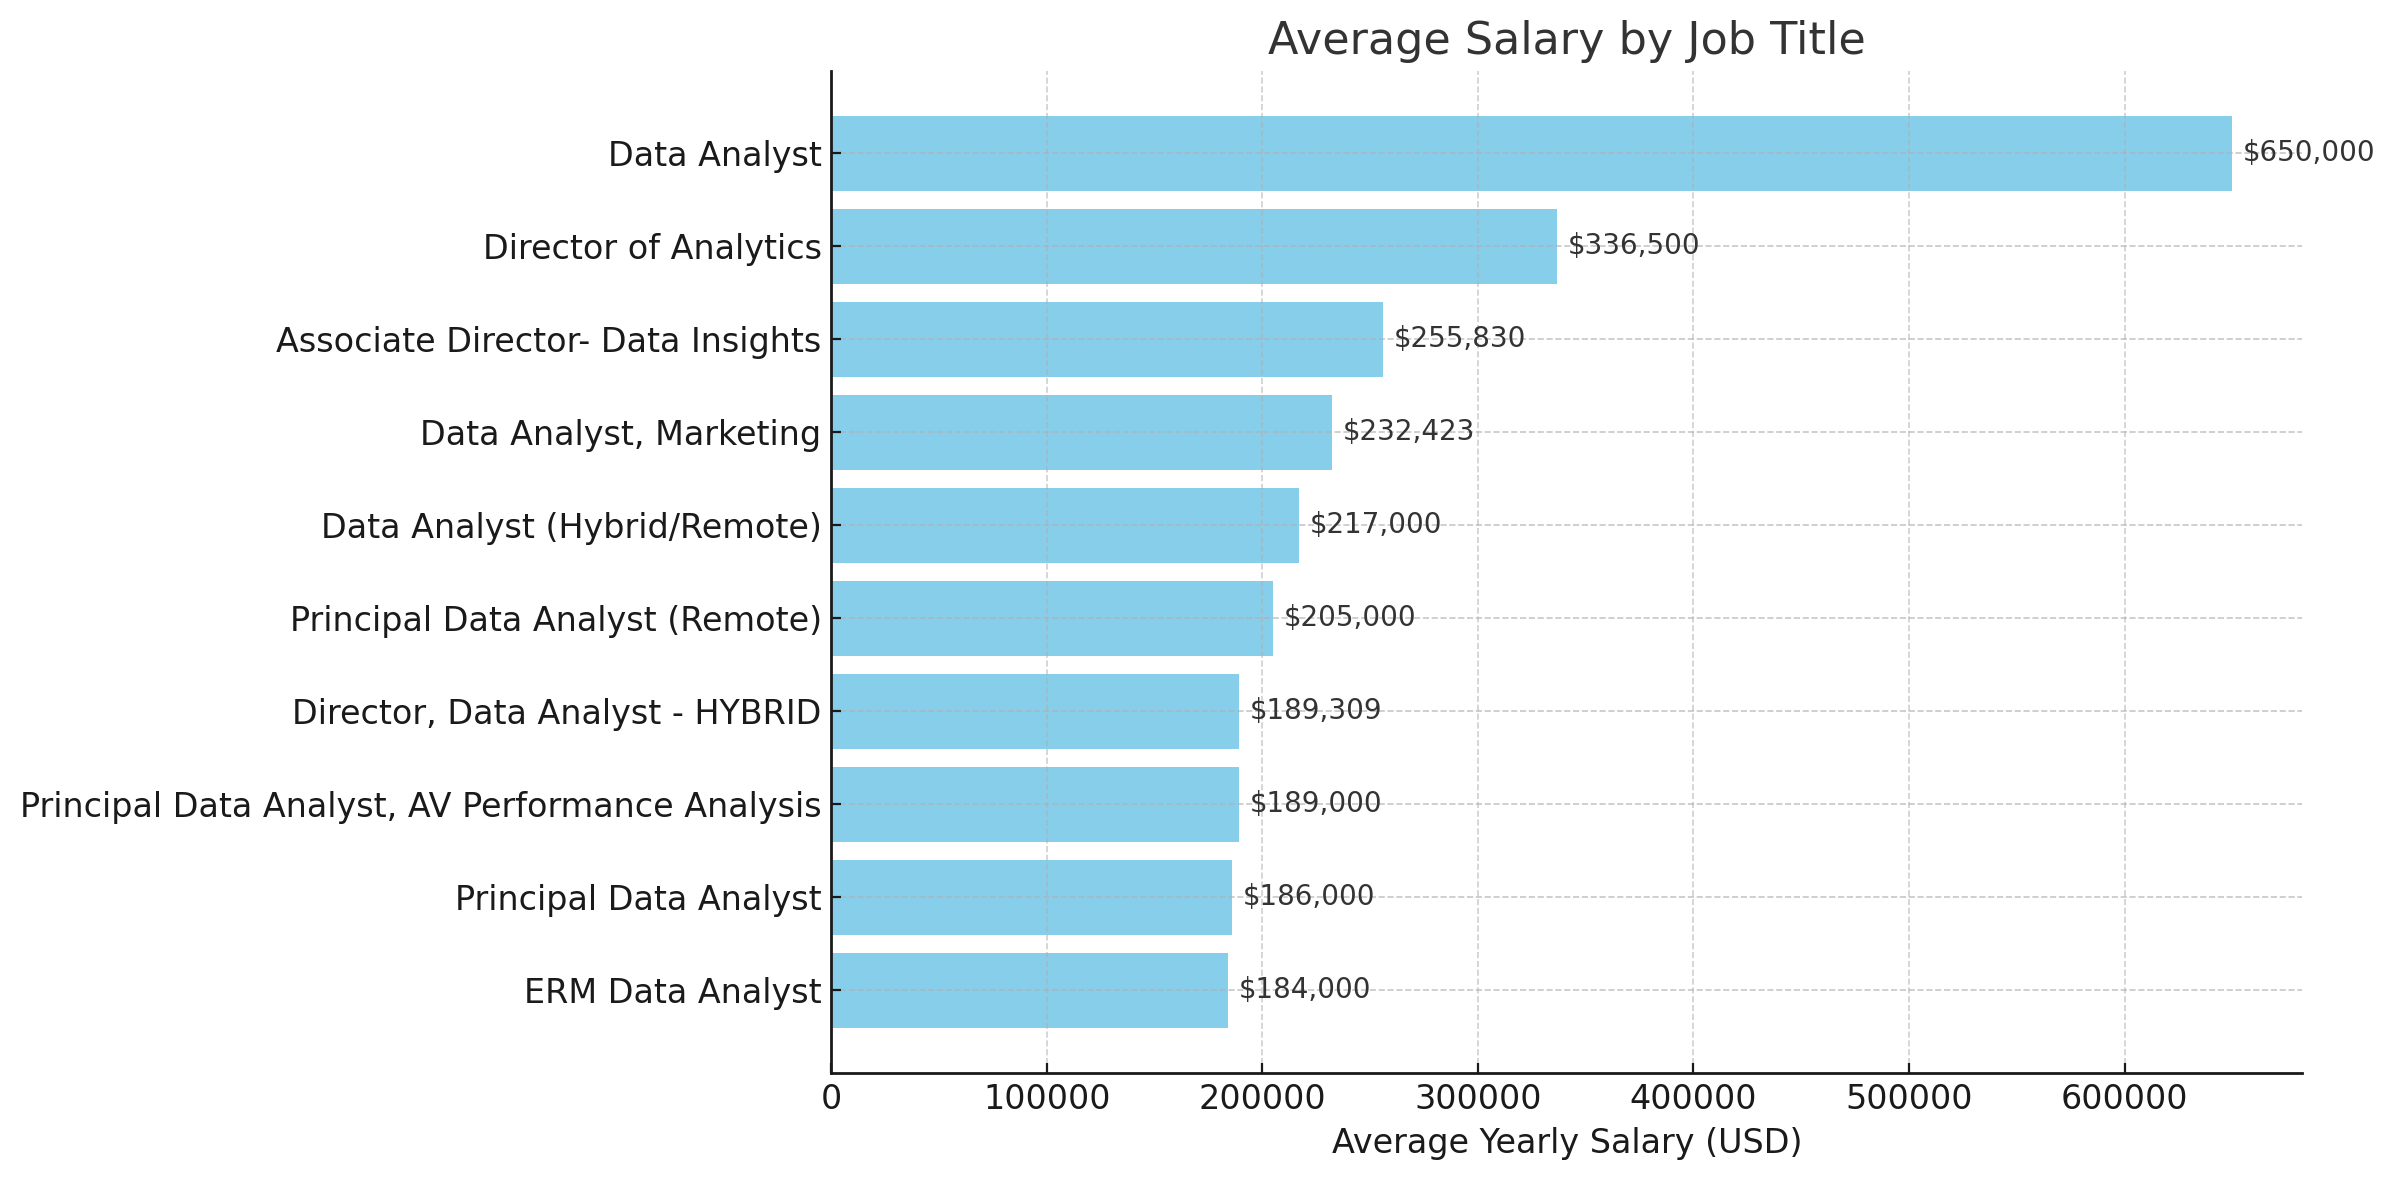 Average Salary by Job Title
Data Analyst
$650,000
Director of Analytics
$336,500
Associate Director- Data Insights
$255,830
Data Analyst, Marketing
$232,423
Data Analyst (Hybrid/Remote)
$217,000
Principal Data Analyst (Remote)
$205,000
Director, Data Analyst - HYBRID
$189,309
Principal Data Analyst, AV Performance Analysis
$189,000
Principal Data Analyst
$186,000
ERM Data Analyst
$184,000
0 100000 200000 300000 400000 500000 600000
Average Yearly Salary (USD)